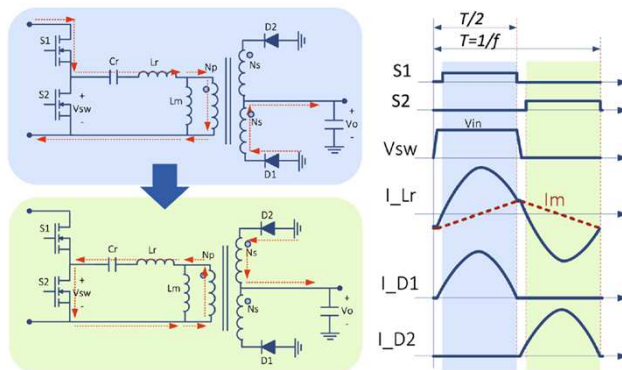 S1
Cr
Lr
Np
S2
+
Vsw
-
Lm
Ns
D2
Ns
+
Vo
-
D1
S1
Cr
Lr
Np
S2
+
Vsw
-
Lm
Ns
D2
Ns
+
Vo
-
D1
T/2
T=1/f
S1
S2
Vin
Vsw
I_Lr
Im
I_D1
I_D2